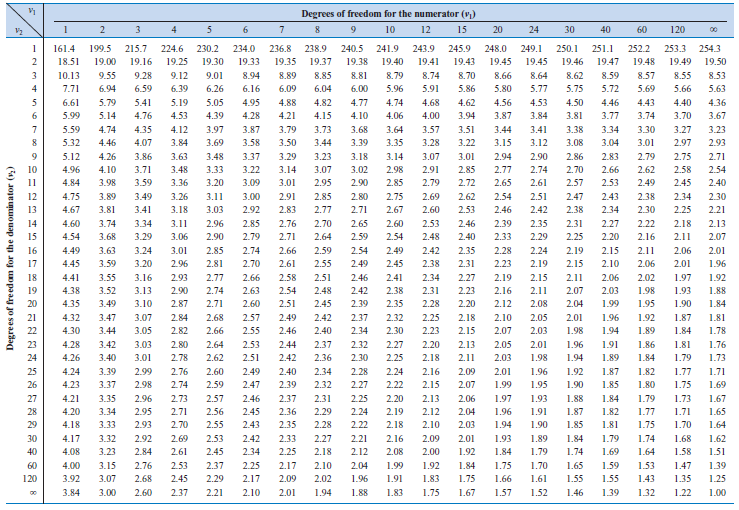 ν1 Degrees of freedom for the numerator (ν1)
ν2 1 2 3 4 5 6 7 8 9 10 12 15 20 24 30 40 60 120 ∞
Degrees of freedom for the denominator (ν2)
1 161.4 199.5 215.7 224.6 230.2 234.0 236.8 238.9 240.5 241.9 243.9 245.9 248.0 249.1 250.1 251.1 252.2 253.3 254.3
2 18.51 19.00 19.16 19.25 19.30 19.33 19.35 19.37 19.38 19.40 19.41 19.43 19.45 19.45 19.46 19.47 19.48 19.49 19.50
3 10.13 9.55 9.28 9.12 9.01 8.94 8.89 8.85 8.81 8.79 8.74 8.70 8.66 8.64 8.62 8.59 8.57 8.55 8.53
4 7.71 6.94 6.59 6.39 6.26 6.16 6.09 6.04 6.00 5.96 5.91 5.86 5.80 5.77 5.75 5.72 5.69 5.66 5.63
5 6.61 5.79 5.41 5.19 5.05 4.95 4.88 4.82 4.77 4.74 4.68 4.62 4.56 4.53 4.50 4.46 4.43 4.40 4.36
6 5.99 5.14 4.76 4.53 4.39 4.28 4.21 4.15 4.10 4.06 4.00 3.94 3.87 3.84 3.81 3.77 3.74 3.70 3.67
7 5.59 4.74 4.35 4.12 3.97 3.87 3.79 3.73 3.68 3.64 3.57 3.51 3.44 3.41 3.38 3.34 3.30 3.27 3.23
8 5.32 4.46 4.07 3.84 3.69 3.58 3.50 3.44 3.39 3.35 3.28 3.22 3.15 3.12 3.08 3.04 3.01 2.97 2.93
9 5.12 4.26 3.86 3.63 3.48 3.37 3.29 3.23 3.18 3.14 3.07 3.01 2.94 2.90 2.86 2.83 2.79 2.75 2.71
10 4.96 4.10 3.71 3.48 3.33 3.22 3.14 3.07 3.02 2.98 2.91 2.85 2.77 2.74 2.70 2.66 2.62 2.58 2.54
11 4.84 3.98 3.59 3.36 3.20 3.09 3.01 2.95 2.90 2.85 2.79 2.72 2.65 2.61 2.57 2.53 2.49 2.45 2.40
12 4.75 3.89 3.49 3.26 3.11 3.00 2.91 2.85 2.80 2.75 2.69 2.62 2.54 2.51 2.47 2.43 2.38 2.34 2.30
13 4.67 3.81 3.41 3.18 3.03 2.92 2.83 2.77 2.71 2.67 2.60 2.53 2.46 2.42 2.38 2.34 2.30 2.25 2.21
14 4.60 3.74 3.34 3.11 2.96 2.85 2.76 2.70 2.65 2.60 2.53 2.46 2.39 2.35 2.31 2.27 2.22 2.18 2.13
15 4.54 3.68 3.29 3.06 2.90 2.79 2.71 2.64 2.59 2.54 2.48 2.40 2.33 2.29 2.25 2.20 2.16 2.11 2.07
16 4.49 3.63 3.24 3.01 2.85 2.74 2.66 2.59 2.54 2.49 2.42 2.35 2.28 2.24 2.19 2.15 2.11 2.06 2.01
17 4.45 3.59 3.20 2.96 2.81 2.70 2.61 2.55 2.49 2.45 2.38 2.31 2.23 2.19 2.15 2.10 2.06 2.01 1.96
18 4.41 3.55 3.16 2.93 2.77 2.66 2.58 2.51 2.46 2.41 2.34 2.27 2.19 2.15 2.11 2.06 2.02 1.97 1.92
19 4.38 3.52 3.13 2.90 2.74 2.63 2.54 2.48 2.42 2.38 2.31 2.23 2.16 2.11 2.07 2.03 1.98 1.93 1.88
20 4.35 3.49 3.10 2.87 2.71 2.60 2.51 2.45 2.39 2.35 2.28 2.20 2.12 2.08 2.04 1.99 1.95 1.90 1.84
21 4.32 3.47 3.07 2.84 2.68 2.57 2.49 2.42 2.37 2.32 2.25 2.18 2.10 2.05 2.01 1.96 1.92 1.87 1.81
22 4.30 3.44 3.05 2.82 2.66 2.55 2.46 2.40 2.34 2.30 2.23 2.15 2.07 2.03 1.98 1.94 1.89 1.84 1.78
23 4.28 3.42 3.03 2.80 2.64 2.53 2.44 2.37 2.32 2.27 2.20 2.13 2.05 2.01 1.96 1.91 1.86 1.81 1.76
24 4.26 3.40 3.01 2.78 2.62 2.51 2.42 2.36 2.30 2.25 2.18 2.11 2.03 1.98 1.94 1.89 1.84 1.79 1.73
25 4.24 3.39 2.99 2.76 2.60 2.49 2.40 2.34 2.28 2.24 2.16 2.09 2.01 1.96 1.92 1.87 1.82 1.77 1.71
26 4.23 3.37 2.98 2.74 2.59 2.47 2.39 2.32 2.27 2.22 2.15 2.07 1.99 1.95 1.90 1.85 1.80 1.75 1.69
27 4.21 3.35 2.96 2.73 2.57 2.46 2.37 2.31 2.25 2.20 2.13 2.06 1.97 1.93 1.88 1.84 1.79 1.73 1.67
28 4.20 3.34 2.95 2.71 2.56 2.45 2.36 2.29 2.24 2.19 2.12 2.04 1.96 1.91 1.87 1.82 1.77 1.71 1.65
29 4.18 3.33 2.93 2.70 2.55 2.43 2.35 2.28 2.22 2.18 2.10 2.03 1.94 1.90 1.85 1.81 1.75 1.70 1.64
30 4.17 3.32 2.92 2.69 2.53 2.42 2.33 2.27 2.21 2.16 2.09 2.01 1.93 1.89 1.84 1.79 1.74 1.68 1.62
40 4.08 3.23 2.84 2.61 2.45 2.34 2.25 2.18 2.12 2.08 2.00 1.92 1.84 1.79 1.74 1.69 1.64 1.58 1.51
60 4.00 3.15 2.76 2.53 2.37 2.25 2.17 2.10 2.04 1.99 1.92 1.84 1.75 1.70 1.65 1.59 1.53 1.47 1.39
120 3.92 3.07 2.68 2.45 2.29 2.17 2.09 2.02 1.96 1.91 1.83 1.75 1.66 1.61 1.55 1.55 1.43 1.35 1.25
∞ 3.84 3.00 2.60 2.37 2.21 2.10 2.01 1.94 1.88 1.83 1.75 1.67 1.57 1.52 1.46 1.39 1.32 1.22 1.00